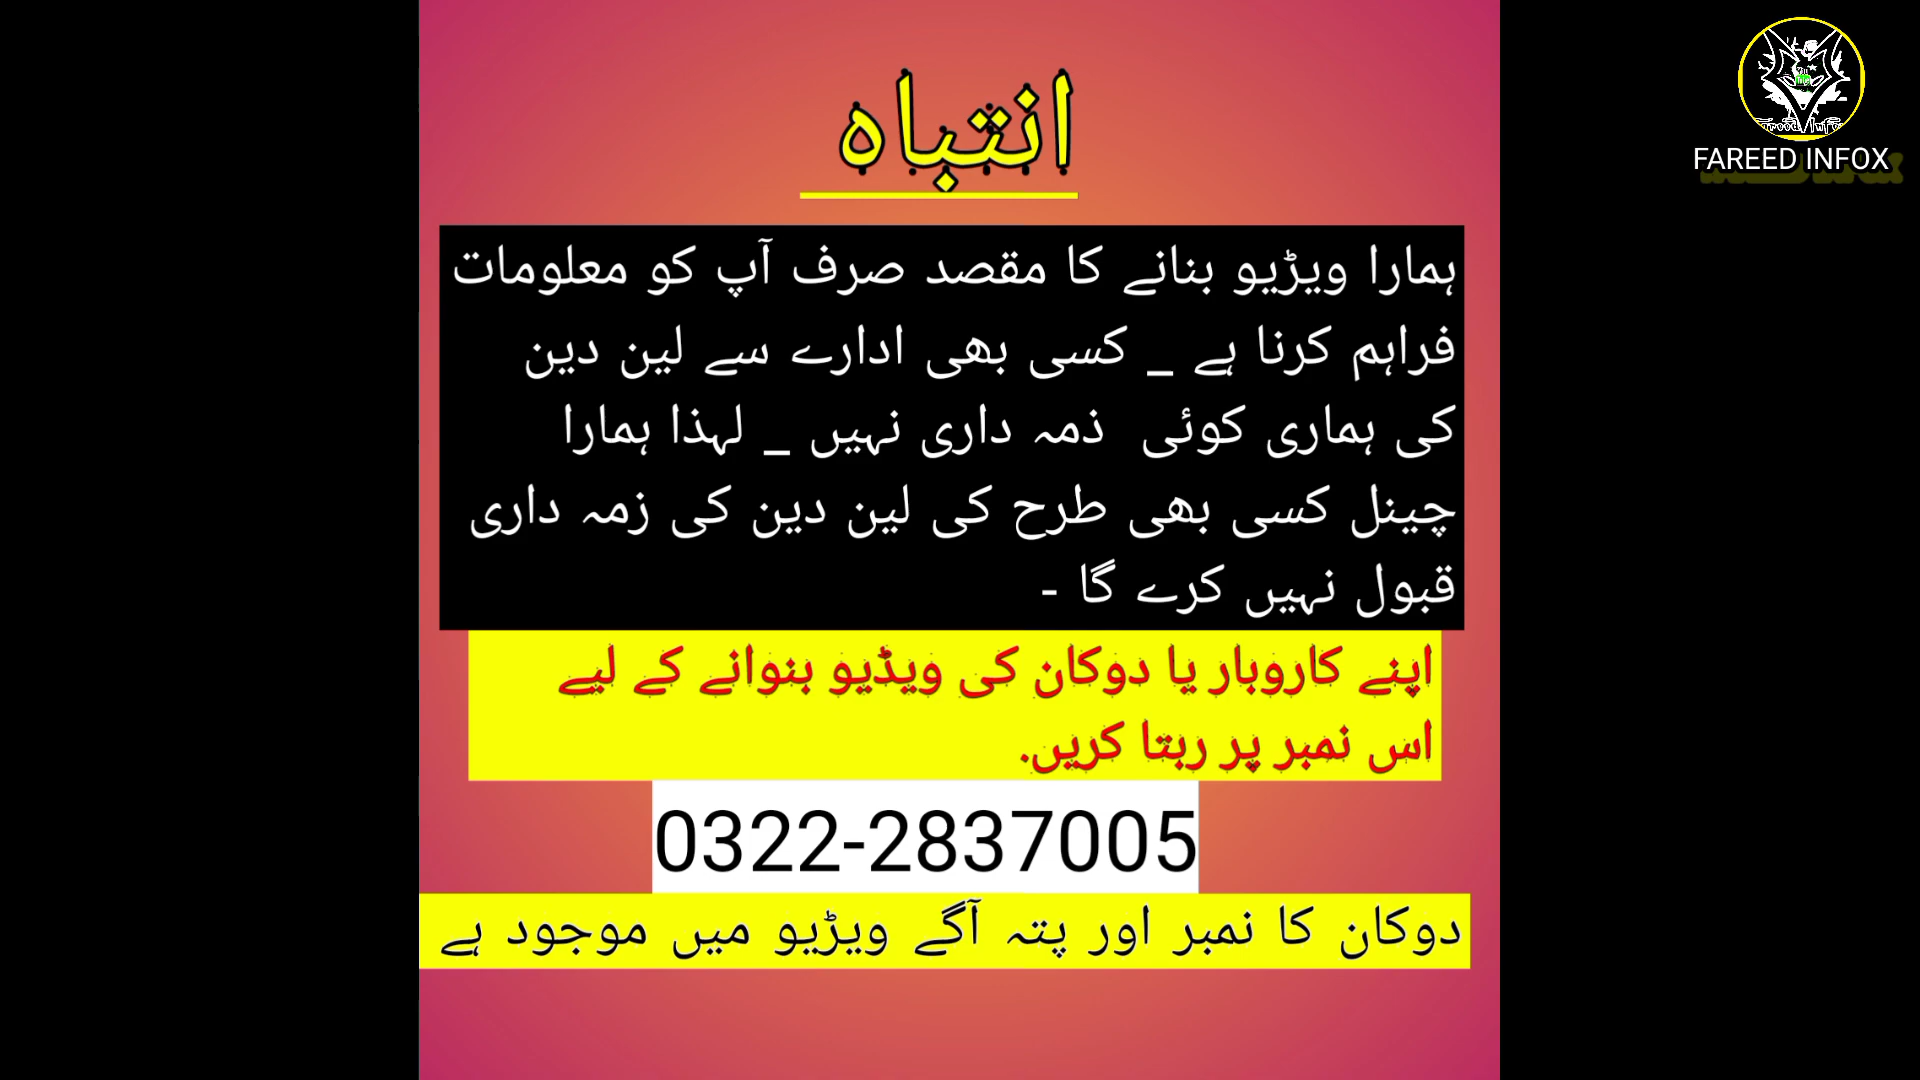 انتباہ
ہمارا ویڑیو بنانے کا مقصد صرف آپ کو معلومات
فراہم کرنا ہے _ کسی بھی ادارے سے لین دین
کی ہماری کوئی ذمہ داری نہیں _ لہذا ہمارا
چینل کسی بھی طرح کی لین دین کی زمہ داری
قبول نہیں کرے گا -
اپنے کاروبار یا دوکان کی ویڈیو بنوانے کے لیے
اس نمبر پر ربتا کریں.
0322-2837005
دوکان کا نمبر اور پتہ آگے ویڑیو میں موجود ہے
FAREED INFOX